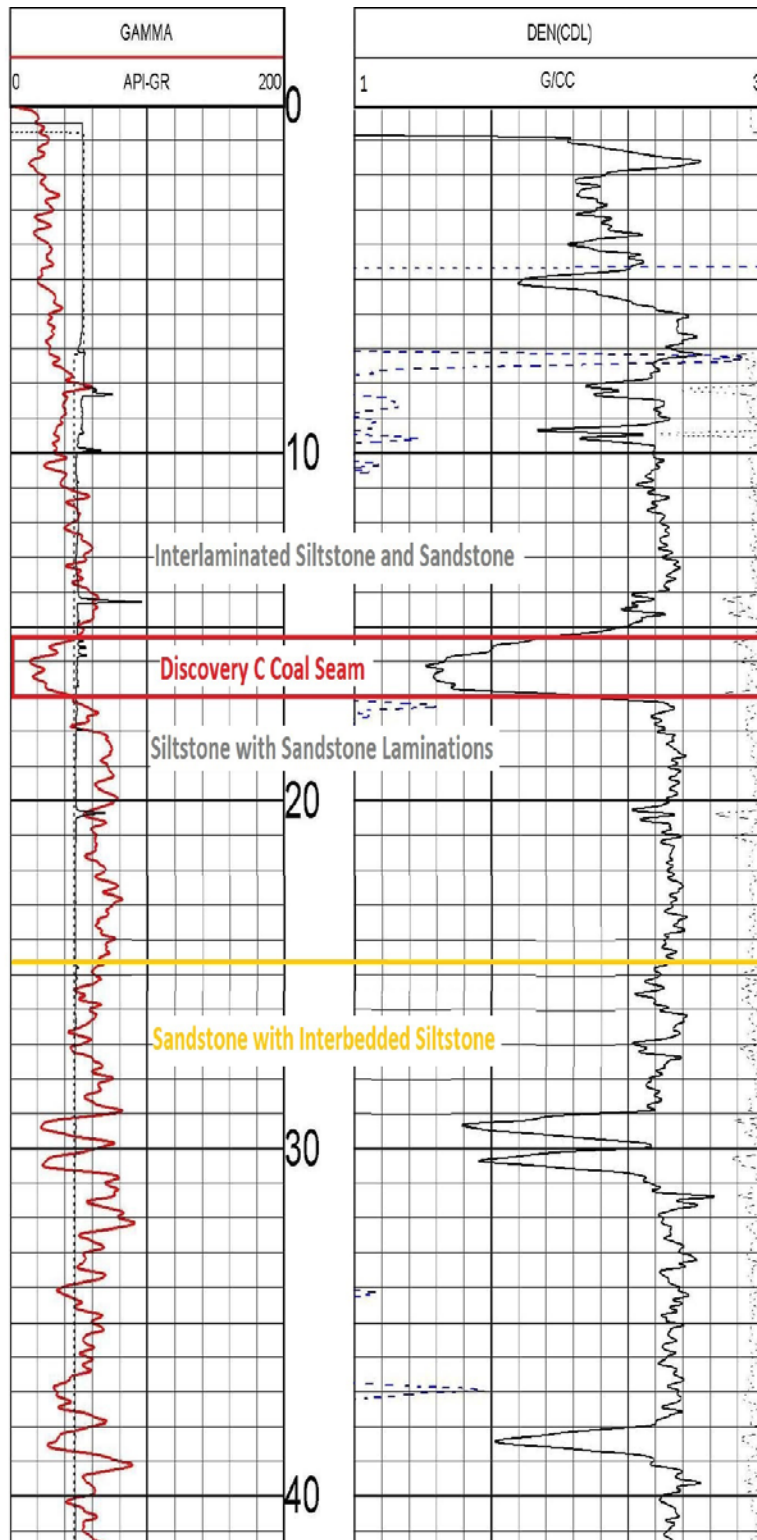 GAMMA
DEN(CDL)
0 API-GR 200
1 G/CC 3
0
10
Interlaminated Siltstone and Sandstone
Discovery C Coal Seam
Siltstone with Sandstone Laminations
20
Sandstone with Interbedded Siltstone
30
40